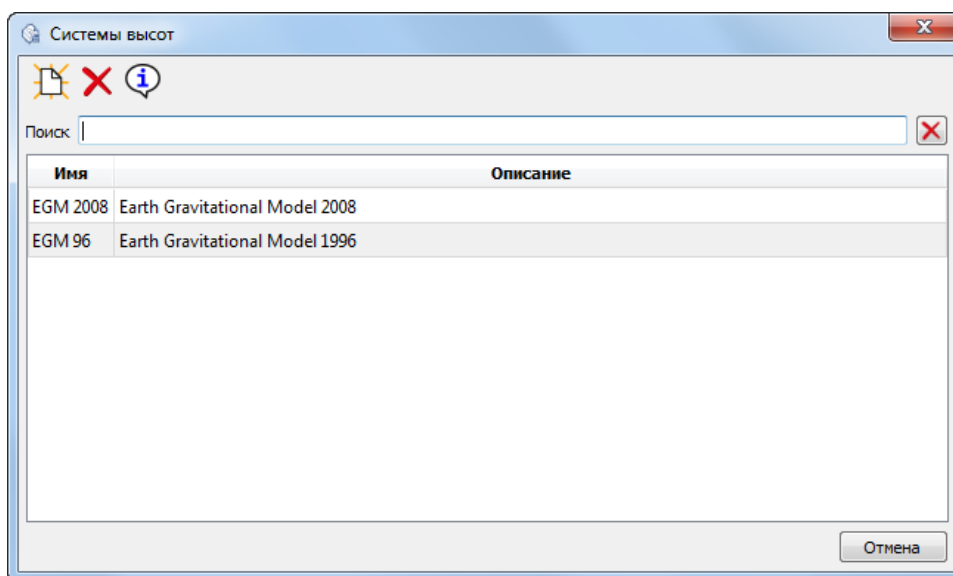 Системы высот
Поиск
Имя Описание
EGM 2008 Earth Gravitational Model 2008
EGM 96 Earth Gravitational Model 1996
Отмена